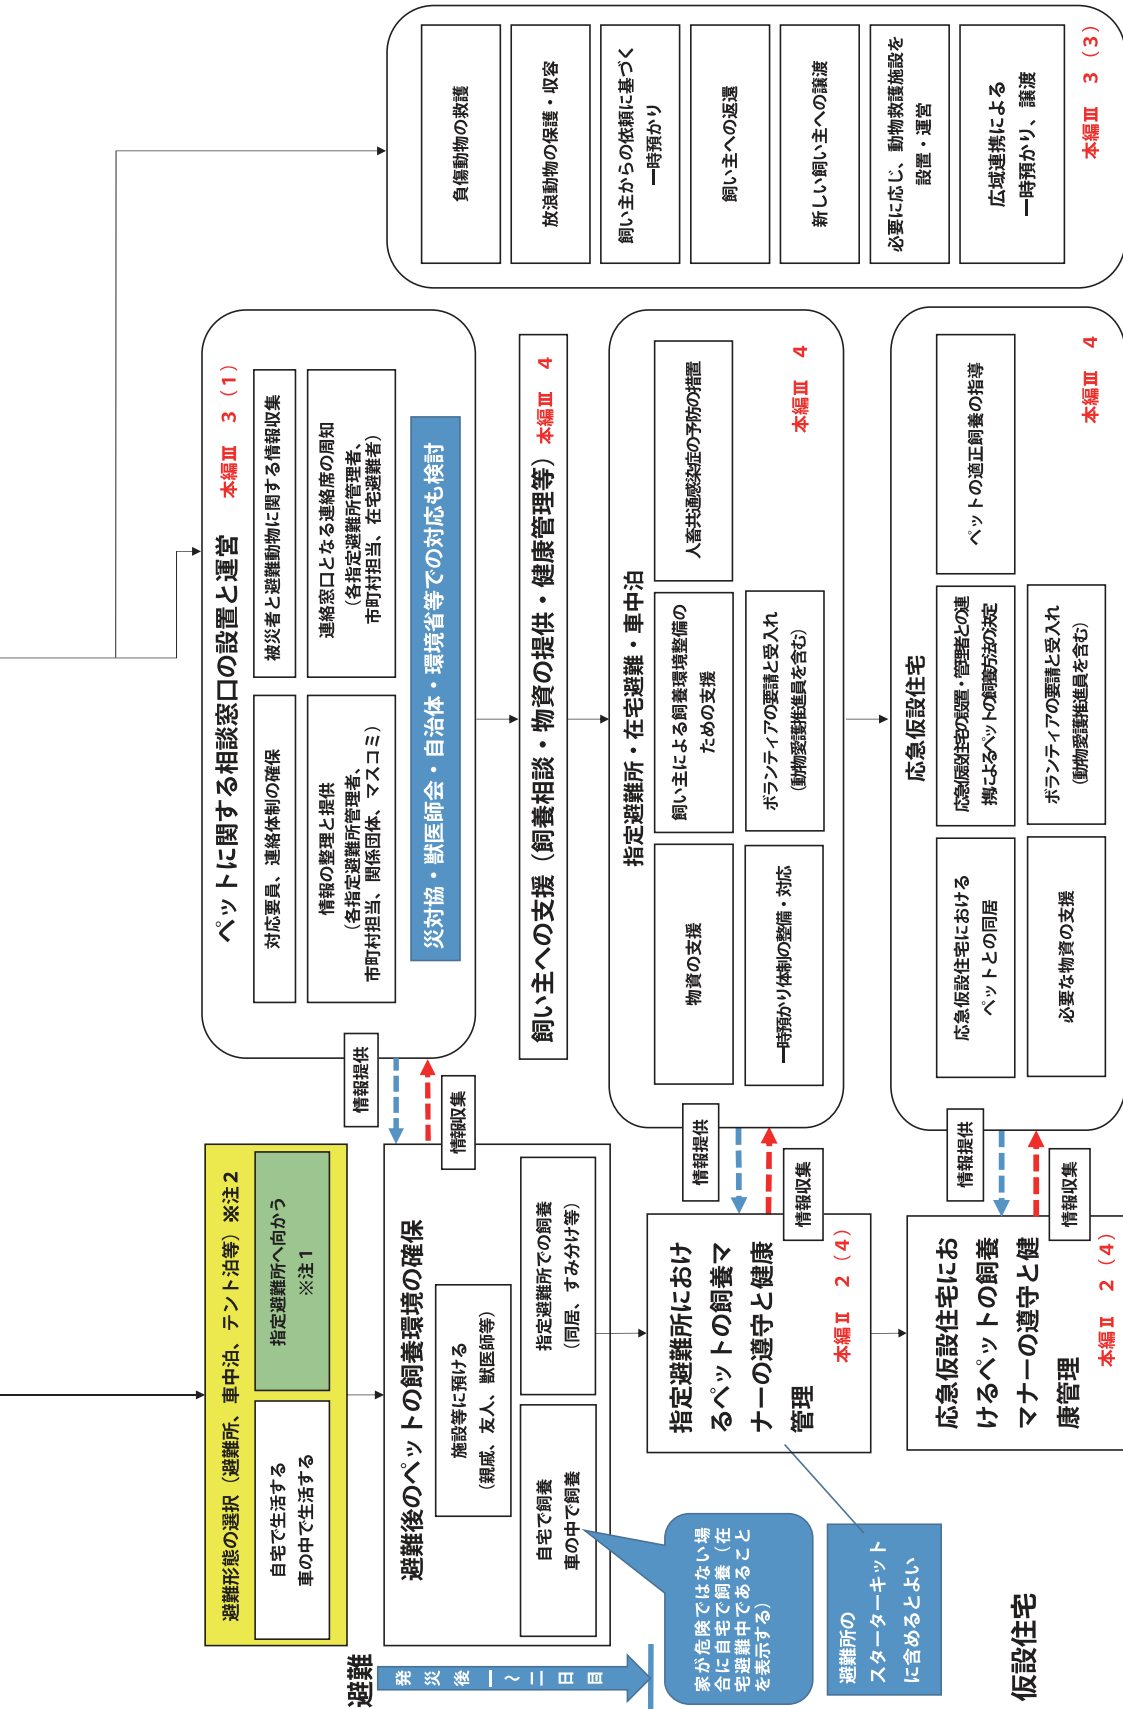 避難
発災後一～二日目
仮設住宅
避難形態の選択（避難所、車中泊、テント泊等）※注２
自宅で生活する
車の中で生活する
指定避難所へ向かう
※注１
避難後のペットの飼養環境の確保
施設等に預ける
（親戚、友人、獣医師等）
自宅で飼養
車の中で飼養
指定避難所での飼養
（同居、すみ分け等）
家が危険ではない場
合に自宅で飼養（在
宅避難中であること
を表示する）
指定避難所におけ
るペットの飼養マ
ナーの遵守と健康
管理
本編Ⅱ　２（４）
避難所の
スターターキット
に含めるとよい
応急仮設住宅にお
けるペットの飼養
マナーの遵守と健
康管理
本編Ⅱ　２（４）
情報提供
情報収集
情報提供
情報収集
情報提供
情報収集
ペットに関する相談窓口の設置と運営
本編Ⅲ　３（１）
対応要員、連絡体制の確保
被災者と避難動物に関する情報収集
情報の整理と提供
（各指定避難所管理者、
市町村担当、関係団体、マスコミ）
連絡窓口となる連絡席の周知
（各指定避難所管理者、
市町村担当、在宅避難者）
災対協・獣医師会・自治体・環境省等での対応も検討
飼い主への支援（飼養相談・物資の提供・健康管理等）
本編Ⅲ　４
指定避難所・在宅避難・車中泊
物資の支援
飼い主による飼養環境整備の
ための支援
人畜共通感染症の予防の措置
一時預かり体制の整備・対応
ボランティアの要請と受入れ
（動物愛護推進員を含む）
本編Ⅲ　４
応急仮設住宅
応急仮設住宅における
ペットとの同居
応急仮設住宅の設置・管理者との連
携によるペットの飼養方法の決定
ペットの適正飼養の指導
必要な物資の支援
ボランティアの要請と受入れ
（動物愛護推進員を含む）
本編Ⅲ　４
負傷動物の救護
放浪動物の保護・収容
飼い主からの依頼に基づく
一時預かり
飼い主への返還
新しい飼い主への譲渡
必要に応じ、動物救護施設を
設置・運営
広域連携による
一時預かり、譲渡
本編Ⅲ　３（３）